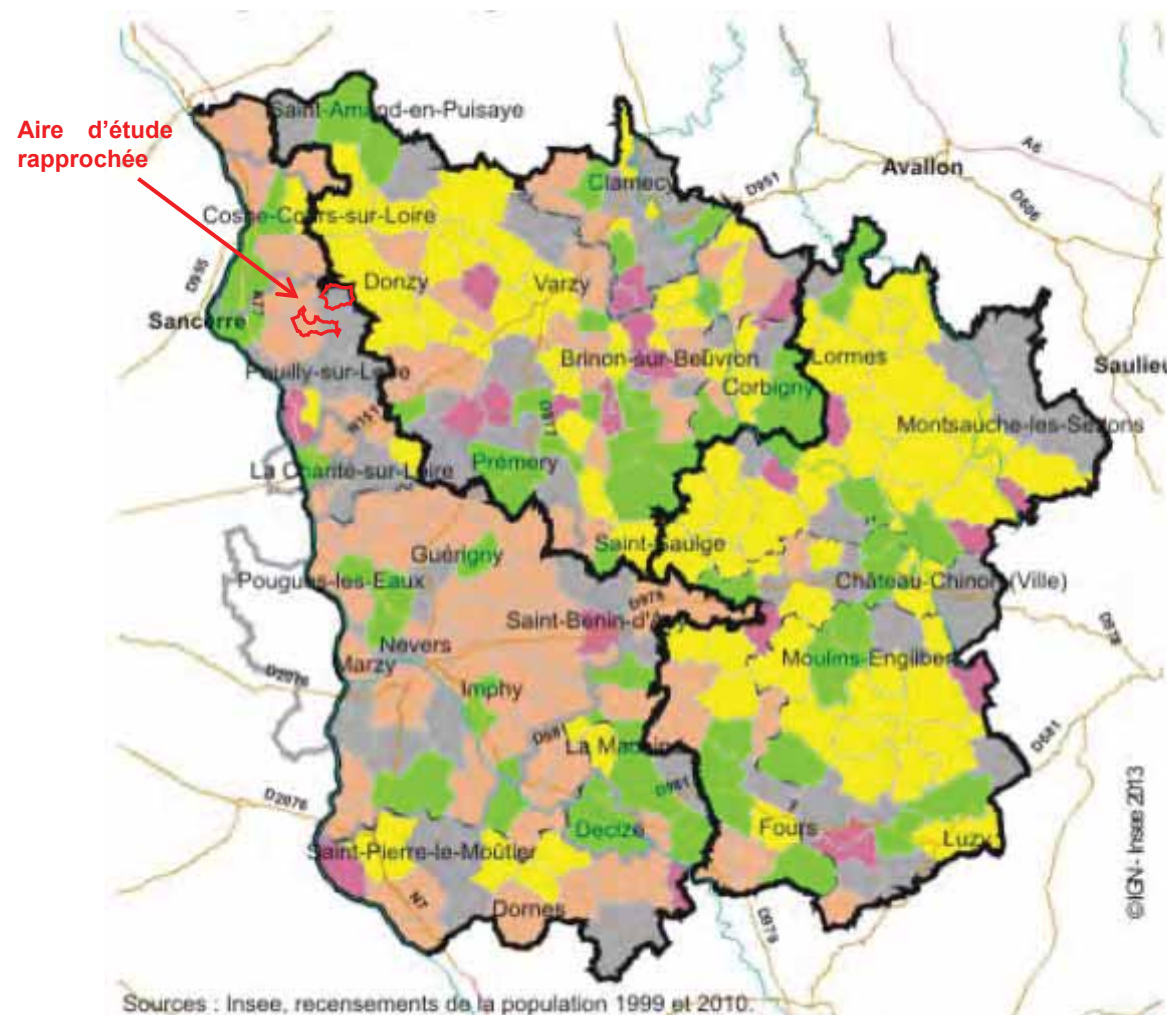 Aire d'étude
rapprochée
Saint-Amand-en-Puisaye
A6
Clamecy
D951
Avallon
D606
Cosne-Cours-sur-Loire
D955
Donzy
Varzy
A77
Sancerre
Brinon-sur-Beuvron
Lormes
Saulieu
Pouilly-sur-Loire
Corbigny
Montsauche-les-Settons
N151
D977
La Charité-sur-Loire
Prémery
Guérigny
Saint-Saulge
Pougues-les-Eaux
Château-Chinon (Ville)
D978
Saint-Benin-d'Azy
D978
Nevers
Marzy
Moulins-Engilbert
D2076
Imphy
D981
La Machine
D681
D981
D2076
Decize
Fours
Luzy
Saint-Pierre-le-Moûtier
N7
Dornes
D979
©IGN - Insee 2013
Sources : Insee, recensements de la population 1999 et 2010.